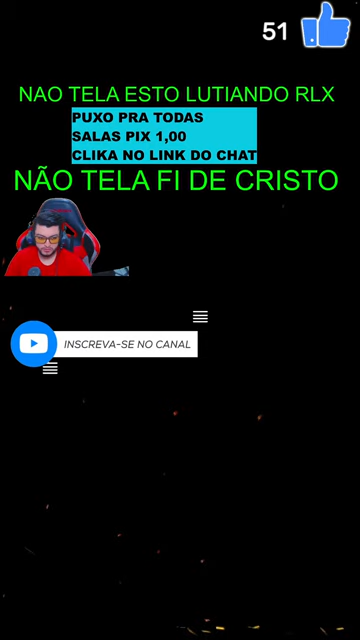 51
NAO TELA ESTO LUTIANDO RLX
PUXO PRA TODAS
SALAS PIX 1,00
CLIKA NO LINK DO CHAT
NÃO TELA FI DE CRISTO
INSCREVA-SE NO CANAL